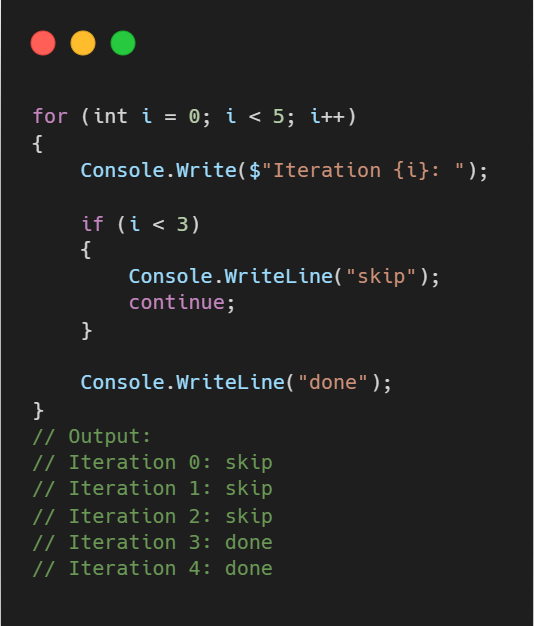 for (int i = 0; i < 5; i++)
{
    Console.Write($"Iteration {i}: ");
    if (i < 3)
    {
        Console.WriteLine("skip");
        continue;
    }
    Console.WriteLine("done");
}
// Output:
// Iteration 0: skip
// Iteration 1: skip
// Iteration 2: skip
// Iteration 3: done
// Iteration 4: done